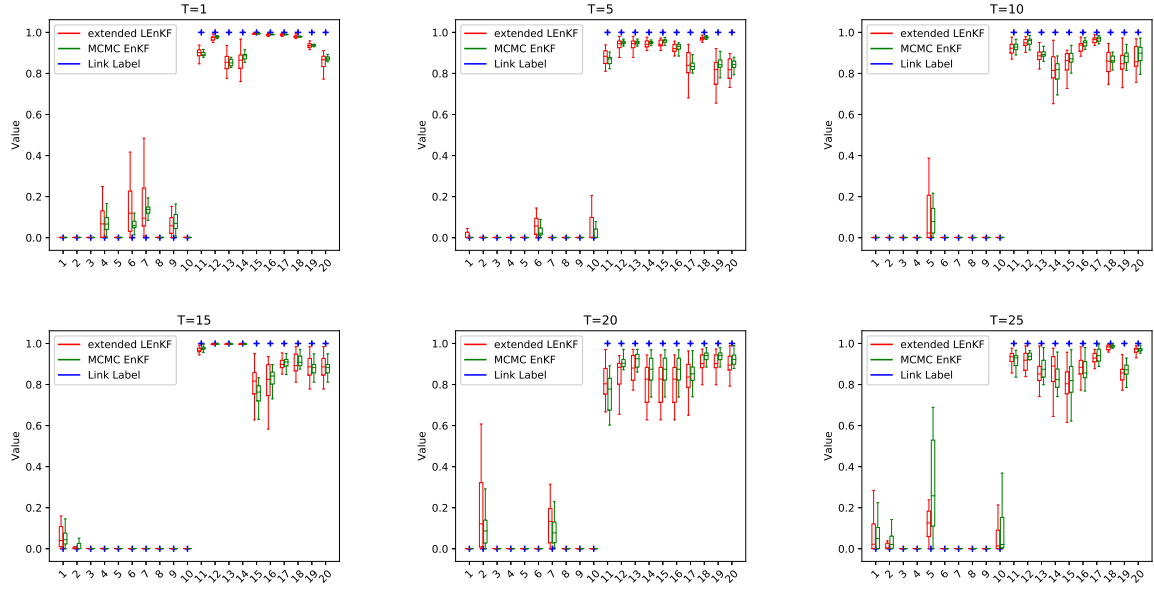 T=1
extended LEnKF
MCMC EnKF
Link Label
Value
1.0
0.8
0.6
0.4
0.2
0.0
1 2 3 4 5 6 7 8 9 10 11 12 13 14 15 16 17 18 19 20
T=5
extended LEnKF
MCMC EnKF
Link Label
Value
1.0
0.8
0.6
0.4
0.2
0.0
1 2 3 4 5 6 7 8 9 10 11 12 13 14 15 16 17 18 19 20
T=10
extended LEnKF
MCMC EnKF
Link Label
Value
1.0
0.8
0.6
0.4
0.2
0.0
1 2 3 4 5 6 7 8 9 10 11 12 13 14 15 16 17 18 19 20
T=15
extended LEnKF
MCMC EnKF
Link Label
Value
1.0
0.8
0.6
0.4
0.2
0.0
1 2 3 4 5 6 7 8 9 10 11 12 13 14 15 16 17 18 19 20
T=20
extended LEnKF
MCMC EnKF
Link Label
Value
1.0
0.8
0.6
0.4
0.2
0.0
1 2 3 4 5 6 7 8 9 10 11 12 13 14 15 16 17 18 19 20
T=25
extended LEnKF
MCMC EnKF
Link Label
Value
1.0
0.8
0.6
0.4
0.2
0.0
1 2 3 4 5 6 7 8 9 10 11 12 13 14 15 16 17 18 19 20